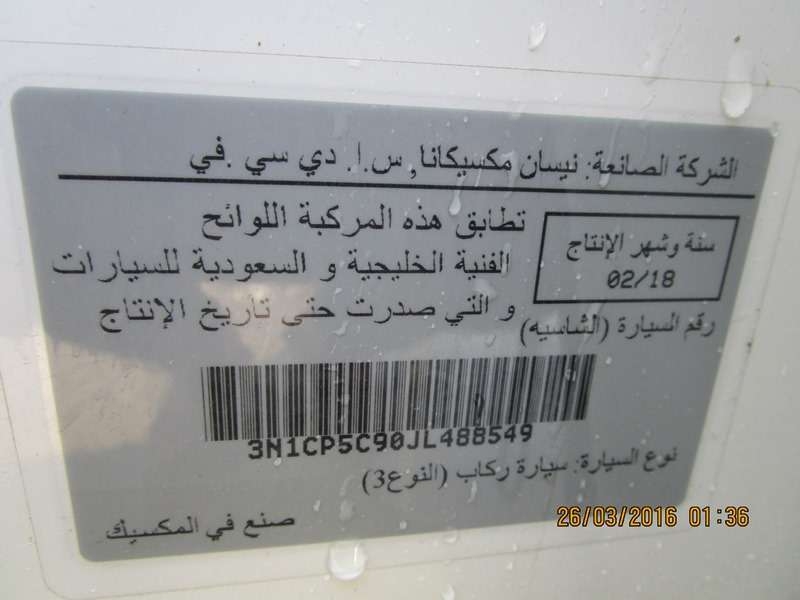 الشركة الصانعة: نيسان مكسيكانا, س.ا. دي سي .في
سنة وشهر الإنتاج
02/18
تطابق هذه المركبة اللوائح
الفنية الخليجية و السعودية للسيارات
و التي صدرت حتى تاريخ الإنتاج
رقم السيارة (الشاسيه)
3N1CP5C90JL488549
نوع السيارة: سيارة ركاب (النوع3)
صنع في المكسيك
26/03/2016 01:36